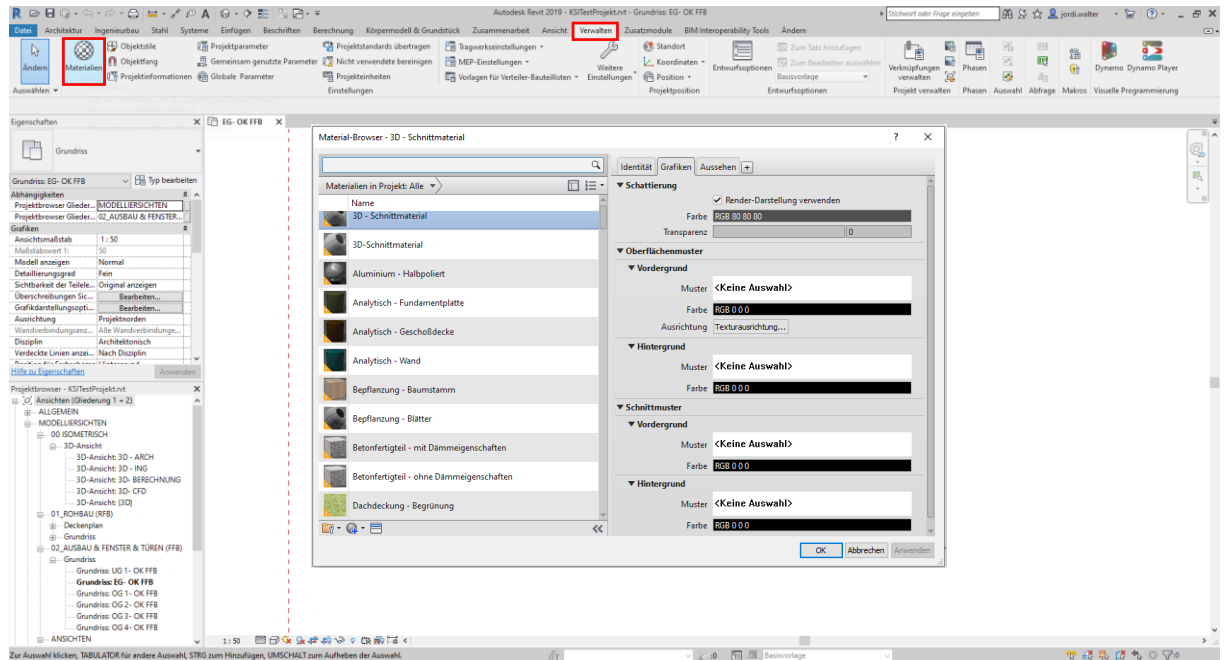 Autodesk Revit 2019 - KSITestProjekt.rvt - Grundriss: EG- OK FFB
Stichwort oder Frage eingeben
jordi.walter
Datei Architektur Ingenieurbau Stahl Systeme Einfügen Beschriften Berechnung Körpermodell & Grundstück Zusammenarbeit Ansicht Verwalten Zusatzmodule BIM Interoperability Tools Ändern
Ändern
Materialien
Objektstile
Objektfang
Projektinformationen
Projektparameter
Gemeinsam genutzte Parameter
Globale Parameter
Projektstandards übertragen
Nicht verwendete bereinigen
Projekteinheiten
Tragwerkseinstellungen
MEP-Einstellungen
Vorlagen für Verteiler-Bauteillisten
Weitere
Einstellungen
Standort
Koordinaten
Position
Entwurfsoptionen
Zum Satz hinzufügen
Zum Bearbeiten auswählen
Basisvorlage
Verknüpfungen
verwalten
Phasen
Dynamo Dynamo Player
Auswählen
Einstellungen
Projektposition
Entwurfsoptionen
Projekt verwalten
Phasen
Auswahl
Abfrage
Makros
Visuelle Programmierung
Eigenschaften
EG- OK FFB
Grundriss
Grundriss: EG- OK FFB
Typ bearbeiten
Abhängigkeiten
Projektbrowser Glieder... MODELLIERSICHTEN
Projektbrowser Glieder... 02_AUSBAU & FENSTER...
Grafiken
Ansichtsmaßstab 1 : 50
Maßstabswert 1: 50
Modell anzeigen Normal
Detaillierungsgrad Fein
Sichtbarkeit der Teilele... Original anzeigen
Überschreibungen Sic... Bearbeiten...
Grafikdarstellungsopti... Bearbeiten...
Ausrichtung Projektnorden
Wandverbindungsanz... Alle Wandverbindunge...
Disziplin Architektonisch
Verdeckte Linien anzei... Nach Disziplin
Hilfe zu Eigenschaften
Anwenden
Projektbrowser - KSITestProjekt.rvt
Ansichten (Gliederung 1 + 2)
ALLGEMEIN
MODELLIERSICHTEN
00 ISOMETRISCH
3D-Ansicht
3D-Ansicht: 3D - ARCH
3D-Ansicht: 3D - ING
3D-Ansicht: 3D- BERECHNUNG
3D-Ansicht: 3D- CFD
3D-Ansicht: {3D}
01_ROHBAU (RFB)
Deckenplan
Grundriss
02_AUSBAU & FENSTER & TÜREN (FFB)
Grundriss
Grundriss: UG 1- OK FFB
Grundriss: EG- OK FFB
Grundriss: OG 1- OK FFB
Grundriss: OG 2- OK FFB
Grundriss: OG 3- OK FFB
Grundriss: OG 4- OK FFB
ANSICHTEN
Material-Browser - 3D - Schnittmaterial
Materialien in Projekt: Alle
Name
3D - Schnittmaterial
3D-Schnittmaterial
Aluminium - Halbpoliert
Analytisch - Fundamentplatte
Analytisch - Geschoßdecke
Analytisch - Wand
Bepflanzung - Baumstamm
Bepflanzung - Blätter
Betonfertigteil - mit Dämmeigenschaften
Betonfertigteil - ohne Dämmeigenschaften
Dachdeckung - Begrünung
Identität Grafiken Aussehen
Schattierung
Render-Darstellung verwenden
Farbe RGB 80 80 80
Transparenz 0
Oberflächenmuster
Vordergrund
Muster <Keine Auswahl>
Farbe RGB 0 0 0
Ausrichtung Texturausrichtung...
Hintergrund
Muster <Keine Auswahl>
Farbe RGB 0 0 0
Schnittmuster
Vordergrund
Muster <Keine Auswahl>
Farbe RGB 0 0 0
Hintergrund
Muster <Keine Auswahl>
Farbe RGB 0 0 0
OK Abbrechen Anwenden
1 : 50
Zur Auswahl klicken, TABULATOR für andere Auswahl, STRG zum Hinzufügen, UMSCHALT zum Aufheben der Auswahl.
:0
Basisvorlage
:0